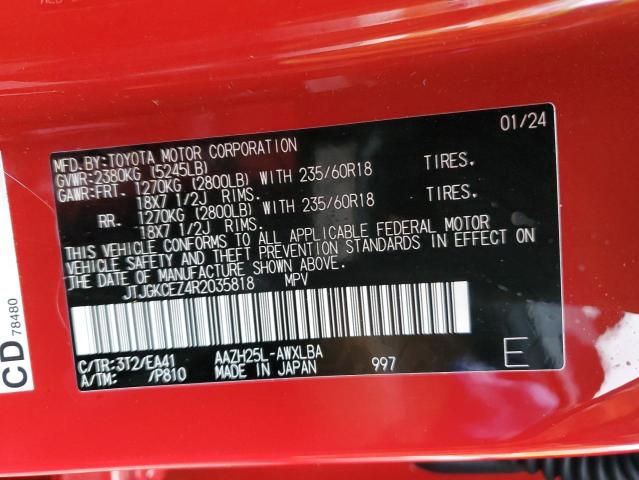 01/24
MFD.BY:TOYOTA MOTOR CORPORATION
GVWR:2380KG (5245LB)
GAWR:FRT. 1270KG (2800LB) WITH 235/60R18 TIRES.
18X7 1/2J RIMS.
RR. 1270KG (2800LB) WITH 235/60R18 TIRES.
18X7 1/2J RIMS.
THIS VEHICLE CONFORMS TO ALL APPLICABLE FEDERAL MOTOR
VEHICLE SAFETY AND THEFT PREVENTION STANDARDS IN EFFECT ON
THE DATE OF MANUFACTURE SHOWN ABOVE.
JTJGKCEZ4R2035818 MPV
C/TR:3T2/EA41 AAZH25L-AWXLBA 997 E
A/TM: /P810 MADE IN JAPAN
CD 78480